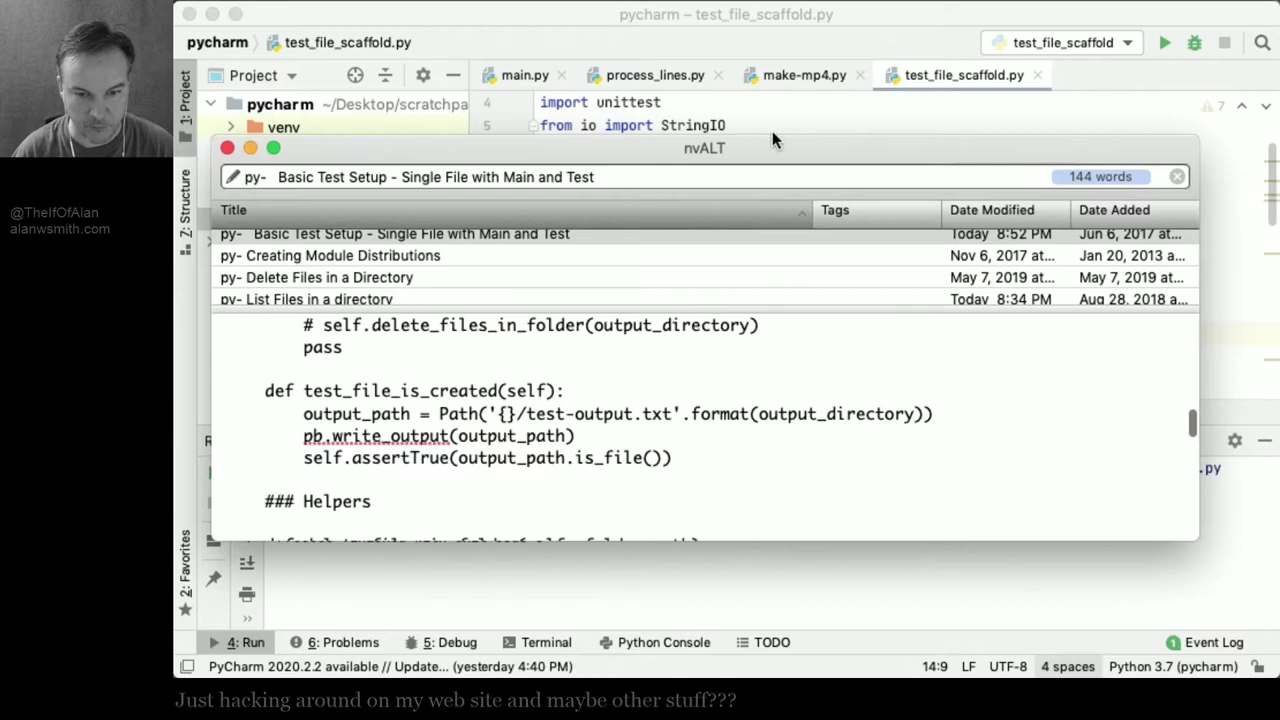 pycharm – test_file_scaffold.py
pycharm
test_file_scaffold.py
test_file_scaffold
1: Project
Project
main.py
process_lines.py
make-mp4.py
test_file_scaffold.py
pycharm ~/Desktop/scratchpa
venv
4 import unittest
5 from io import StringIO
7
nvALT
py- Basic Test Setup - Single File with Main and Test
144 words
Title Tags Date Modified Date Added
py- Basic Test Setup - Single File with Main and Test Today 8:52 PM Jun 6, 2017 at...
py- Creating Module Distributions Nov 6, 2017 at... Jan 20, 2013 a...
py- Delete Files in a Directory May 7, 2019 at... May 7, 2019 at...
py- List Files in a directory Today 8:34 PM Aug 28, 2018 a...
# self.delete_files_in_folder(output_directory)
pass
def test_file_is_created(self):
output_path = Path('{}/test-output.txt'.format(output_directory))
pb.write_output(output_path)
self.assertTrue(output_path.is_file())
### Helpers
@TheIfOfAlan
alanwsmith.com
Z: Structure
2: Favorites
R
.py
4: Run
6: Problems
5: Debug
Terminal
Python Console
TODO
1 Event Log
PyCharm 2020.2.2 available // Update... (yesterday 4:40 PM)
14:9 LF UTF-8 4 spaces Python 3.7 (pycharm)
Just hacking around on my web site and maybe other stuff???